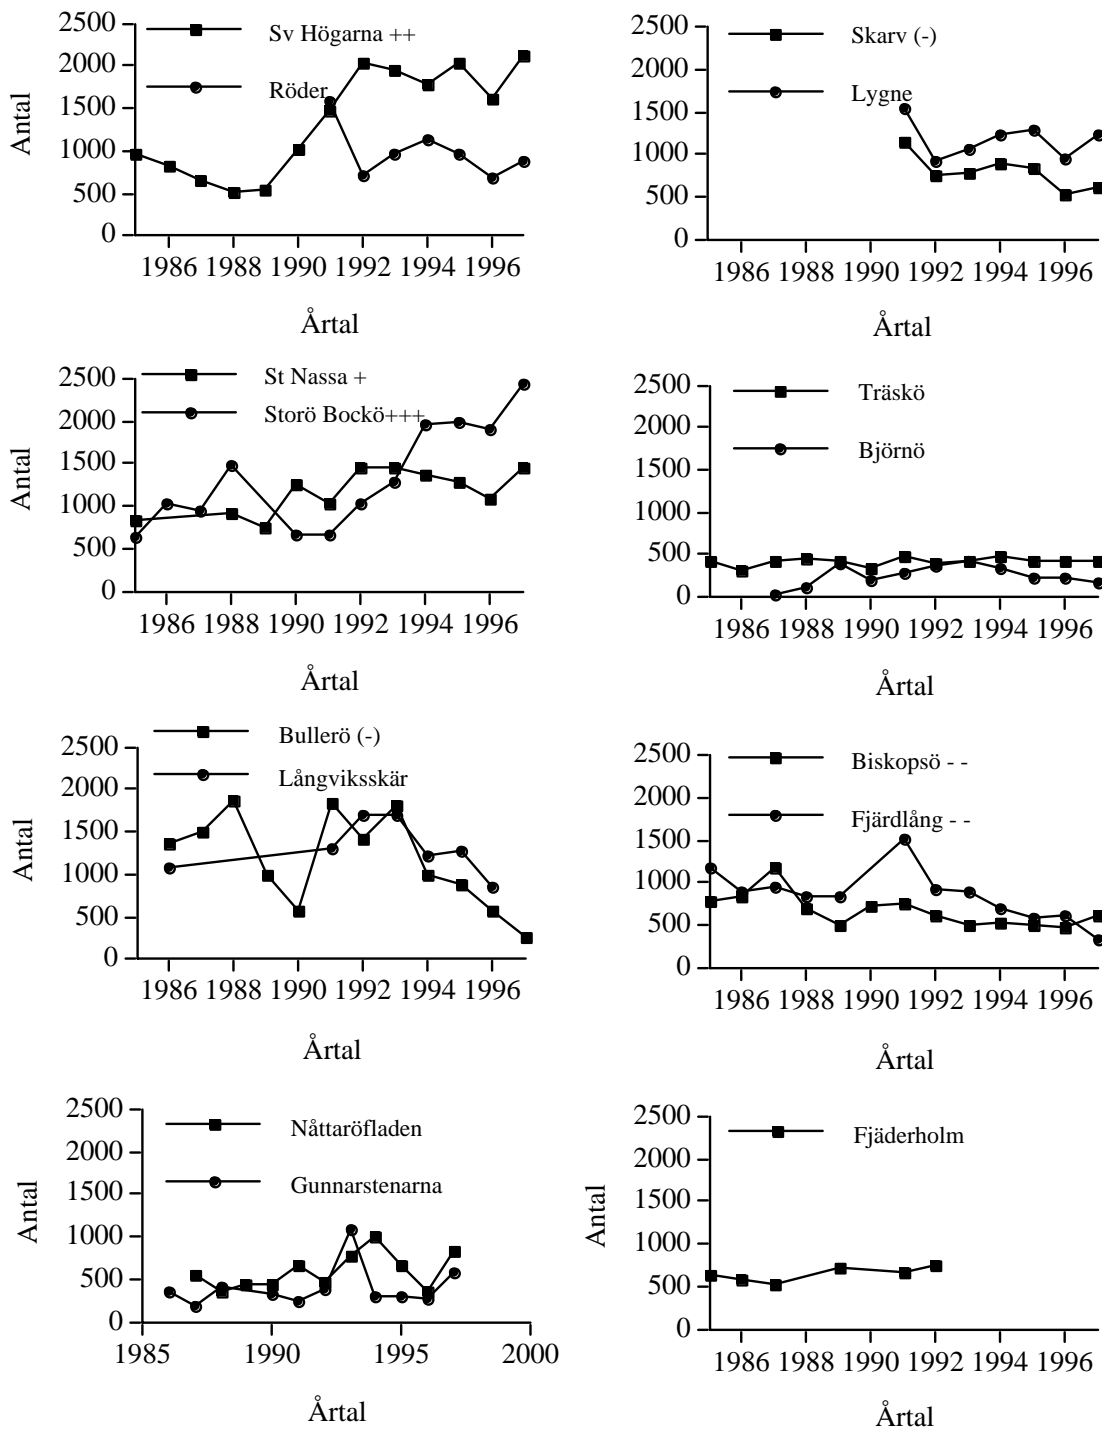 2500
2000
1500
1000
500
0
Antal
Sv Högarna ++
Röder
1986 1988 1990 1992 1994 1996
Årtal
2500
2000
1500
1000
500
0
Skarv (-)
Lygne
1986 1988 1990 1992 1994 1996
Årtal
2500
2000
1500
1000
500
0
Antal
St Nassa +
Storö Bockö+++
1986 1988 1990 1992 1994 1996
Årtal
2500
2000
1500
1000
500
0
Träskö
Björnö
1986 1988 1990 1992 1994 1996
Årtal
2500
2000
1500
1000
500
0
Antal
Bullerö (-)
Långviksskär
1986 1988 1990 1992 1994 1996
Årtal
2500
2000
1500
1000
500
0
Biskopsö - -
Fjärdlång - -
1986 1988 1990 1992 1994 1996
Årtal
2500
2000
1500
1000
500
0
Antal
Nåttaröfladen
Gunnarstenarna
1985 1990 1995 2000
Årtal
2500
2000
1500
1000
500
0
Antal
Fjäderholm
1986 1988 1990 1992 1994 1996
Årtal